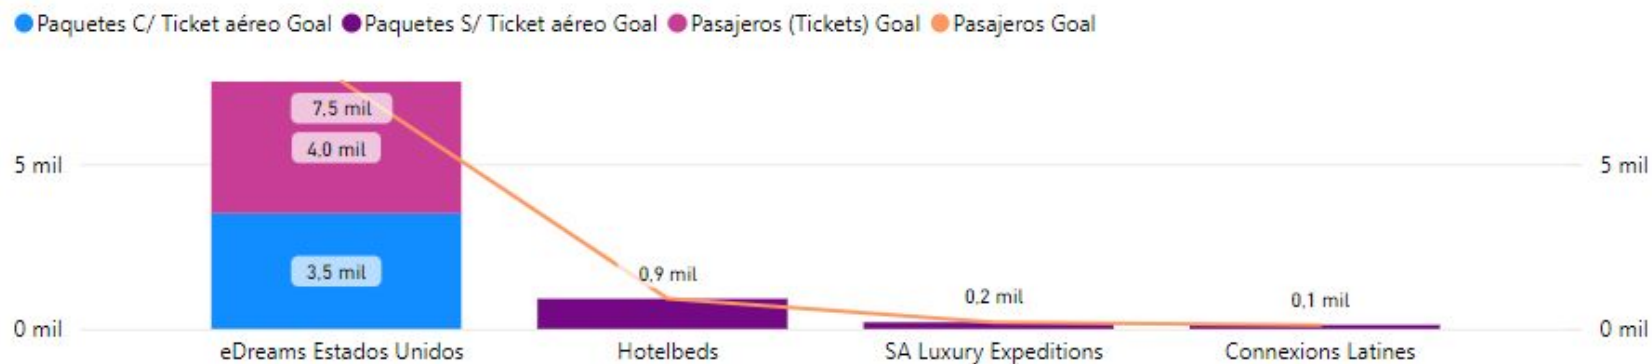 Paquetes C/ Ticket aéreo Goal Paquetes S/ Ticket aéreo Goal Pasajeros (Tickets) Goal Pasajeros Goal
7,5 mil
4,0 mil
5 mil 5 mil
3,5 mil
0,9 mil
0,2 mil
0,1 mil
0 mil 0 mil
eDreams Estados Unidos Hotelbeds SA Luxury Expeditions Connexions Latines